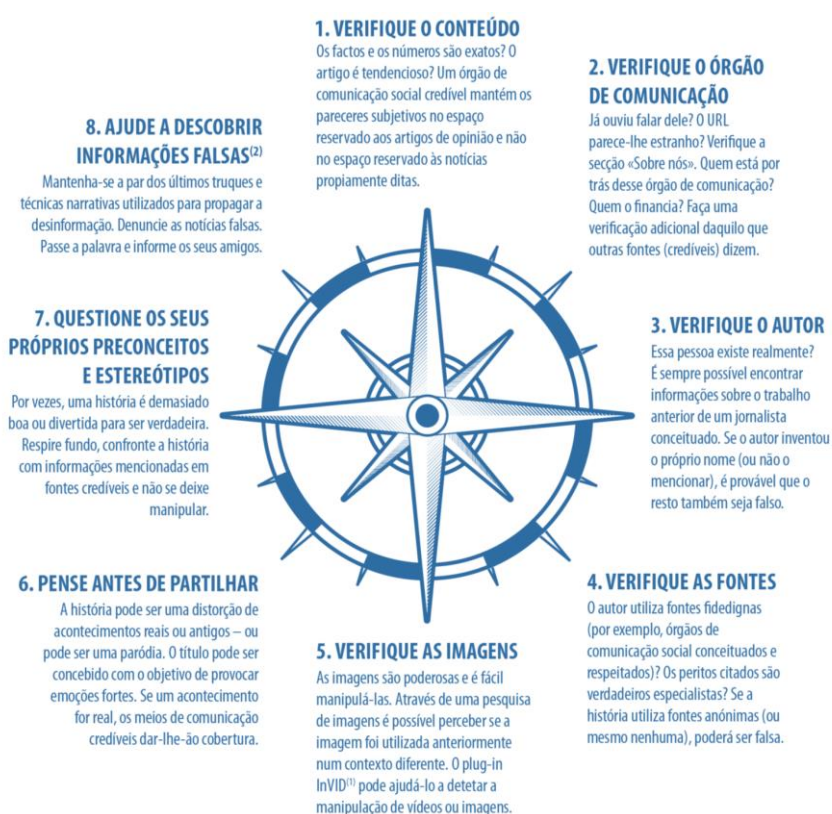 1. VERIFIQUE O CONTEÚDO
Os factos e os números são exatos? O
artigo é tendencioso? Um órgão de
comunicação social credível mantém os
pareceres subjetivos no espaço
reservado aos artigos de opinião e não
no espaço reservado às notícias
propiamente ditas.
2. VERIFIQUE O ÓRGÃO
DE COMUNICAÇÃO
Já ouviu falar dele? O URL
parece-lhe estranho? Verifique a
secção «Sobre nós». Quem está por
trás desse órgão de comunicação?
Quem o financia? Faça uma
verificação adicional daquilo que
outras fontes (credíveis) dizem.
3. VERIFIQUE O AUTOR
Essa pessoa existe realmente?
É sempre possível encontrar
informações sobre o trabalho
anterior de um jornalista
conceituado. Se o autor inventou
o próprio nome (ou não o
mencionar), é provável que o
resto também seja falso.
4. VERIFIQUE AS FONTES
O autor utiliza fontes fidedignas
(por exemplo, órgãos de
comunicação social conceituados e
respeitados)? Os peritos citados são
verdadeiros especialistas? Se a
história utiliza fontes anónimas (ou
mesmo nenhuma), poderá ser falsa.
5. VERIFIQUE AS IMAGENS
As imagens são poderosas e é fácil
manipulá-las. Através de uma pesquisa
de imagens é possível perceber se a
imagem foi utilizada anteriormente
num contexto diferente. O plug-in
InVID(1) pode ajudá-lo a detetar a
manipulação de vídeos ou imagens.
6. PENSE ANTES DE PARTILHAR
A história pode ser uma distorção de
acontecimentos reais ou antigos – ou
pode ser uma paródia. O título pode ser
concebido com o objetivo de provocar
emoções fortes. Se um acontecimento
for real, os meios de comunicação
credíveis dar-lhe-ão cobertura.
7. QUESTIONE OS SEUS
PRÓPRIOS PRECONCEITOS
E ESTEREÓTIPOS
Por vezes, uma história é demasiado
boa ou divertida para ser verdadeira.
Respire fundo, confronte a história
com informações mencionadas em
fontes credíveis e não se deixe
manipular.
8. AJUDE A DESCOBRIR
INFORMAÇÕES FALSAS(2)
Mantenha-se a par dos últimos truques e
técnicas narrativas utilizados para propagar a
desinformação. Denuncie as notícias falsas.
Passe a palavra e informe os seus amigos.